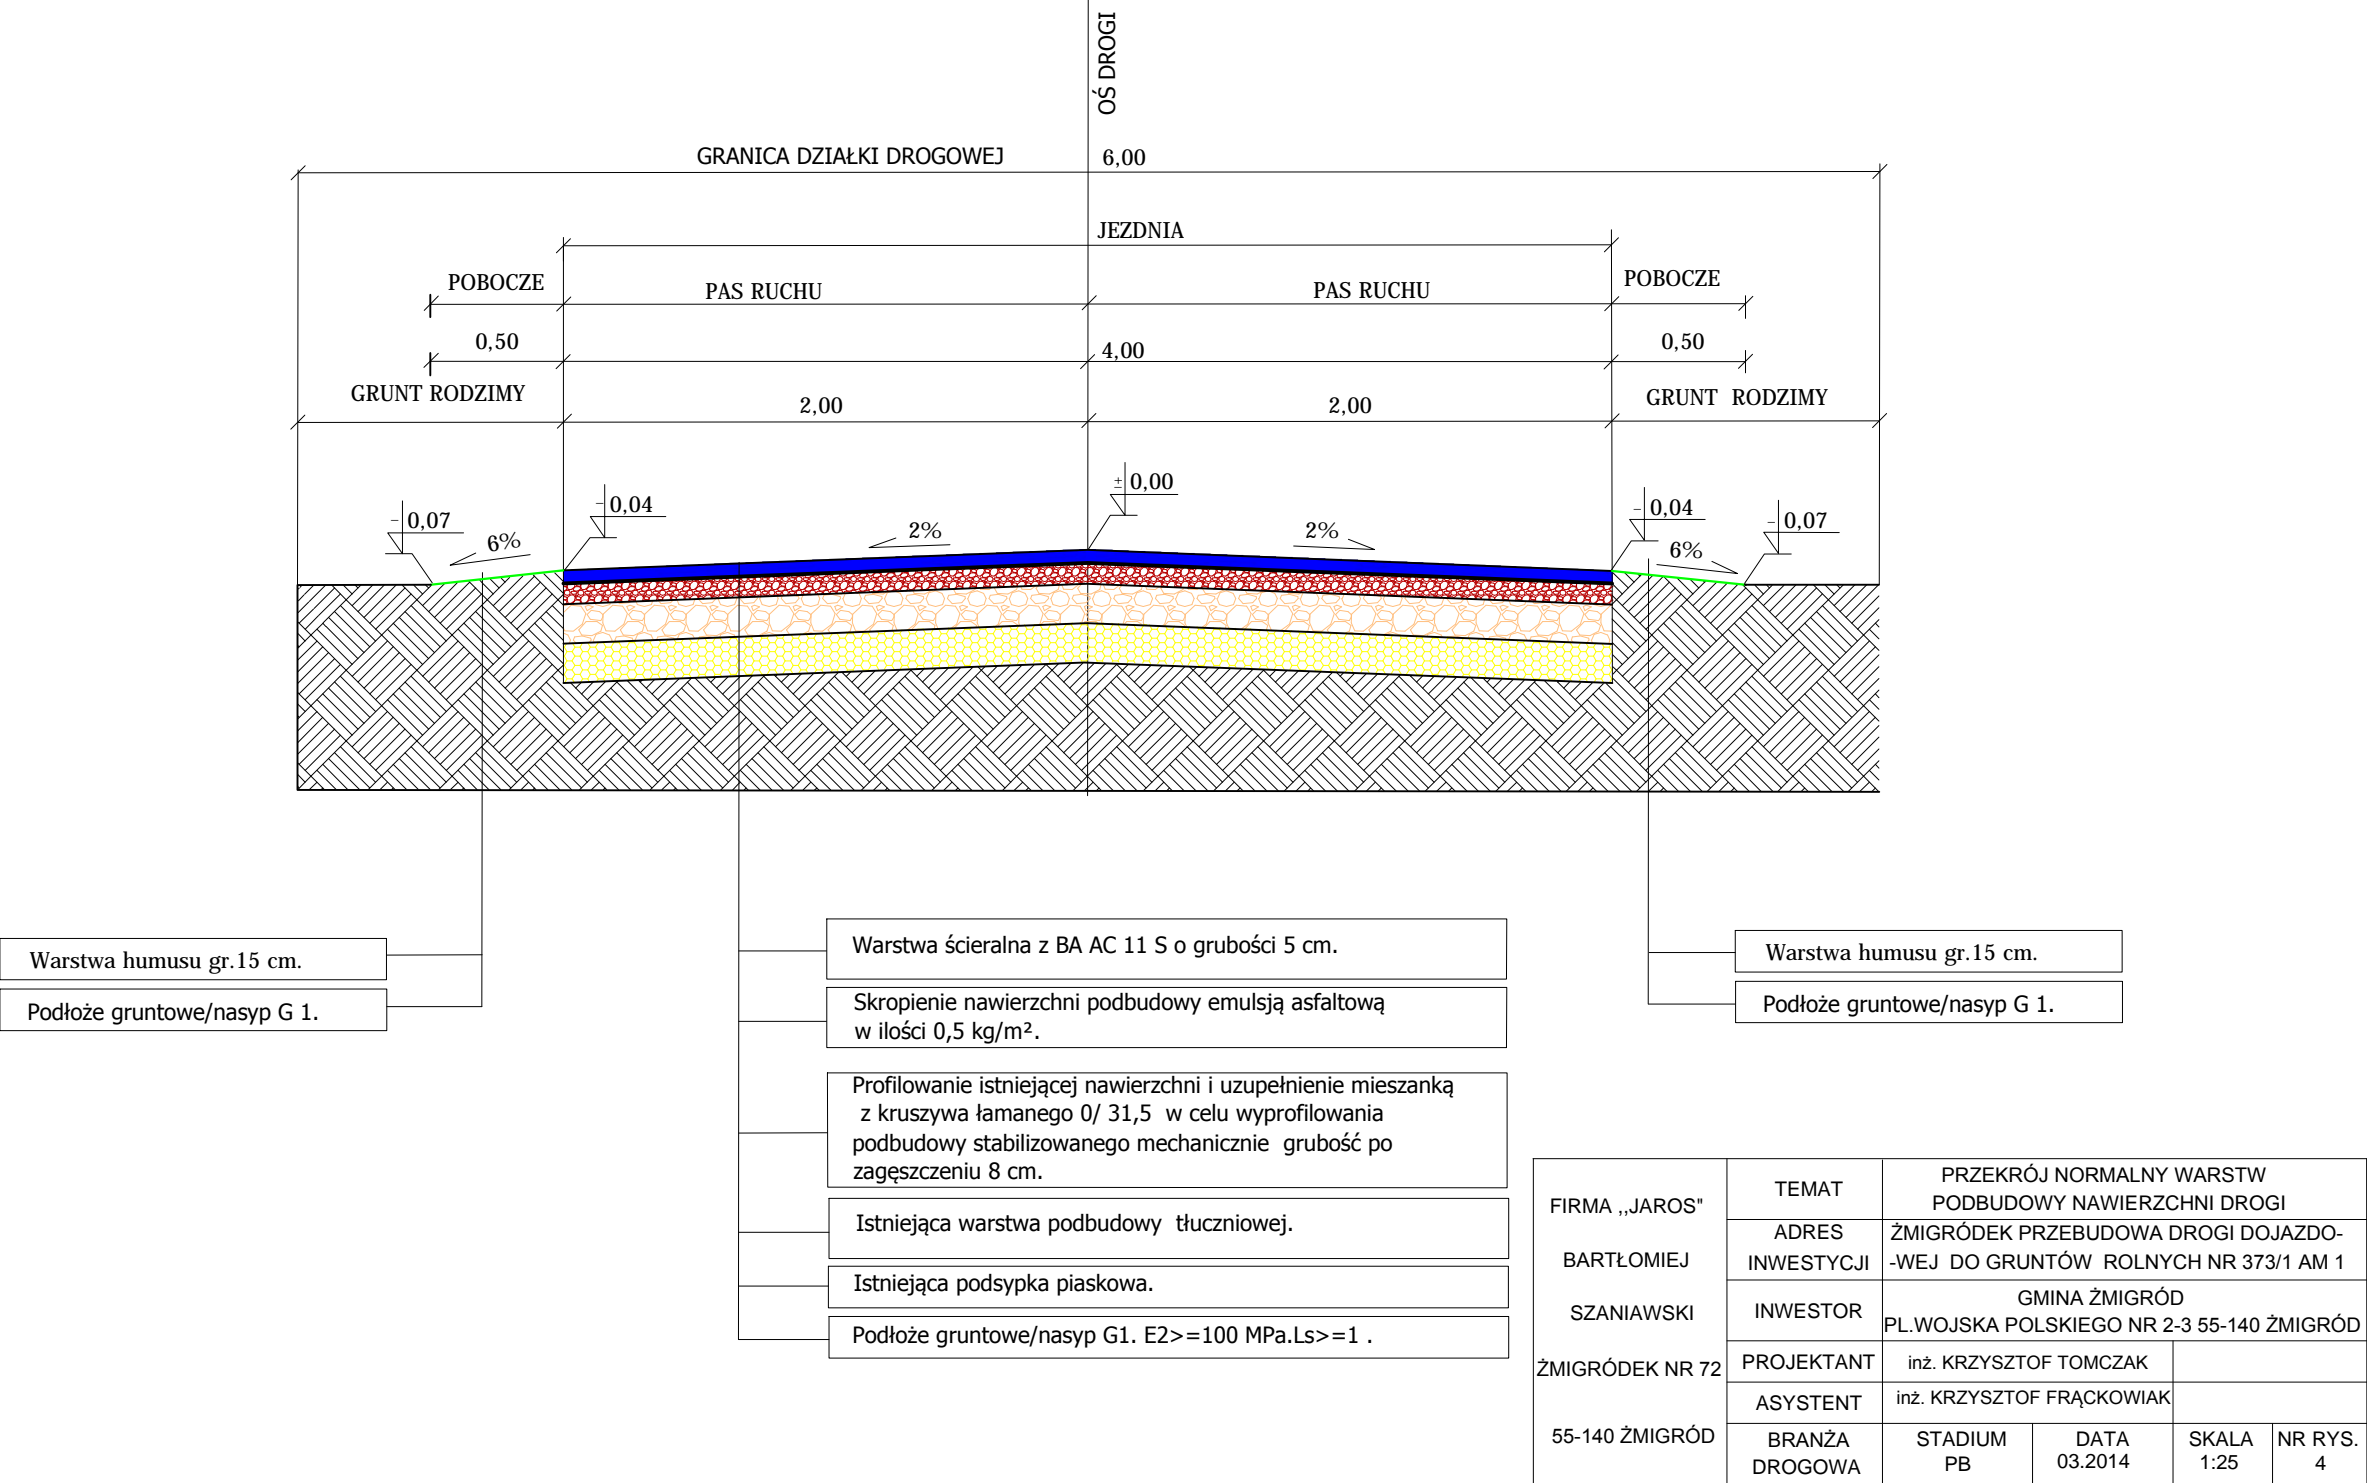 OŚ DROGI
GRANICA DZIAŁKI DROGOWEJ
6,00
JEZDNIA
POBOCZE
PAS RUCHU
PAS RUCHU
POBOCZE
0,50
4,00
0,50
GRUNT RODZIMY
2,00
2,00
GRUNT RODZIMY
-0,07
6%
-0,04
2%
±0,00
2%
-0,04
6%
-0,07
Warstwa humusu gr.15 cm.
Podłoże gruntowe/nasyp G 1.
Warstwa ścieralna z BA AC 11 S o grubości 5 cm.
Skropienie nawierzchni podbudowy emulsją asfaltową
w ilości 0,5 kg/m².
Profilowanie istniejącej nawierzchni i uzupełnienie mieszanką
z kruszywa łamanego 0/ 31,5 w celu wyprofilowania
podbudowy stabilizowanego mechanicznie grubość po
zagęszczeniu 8 cm.
Istniejąca warstwa podbudowy tłuczniowej.
Istniejąca podsypka piaskowa.
Podłoże gruntowe/nasyp G1. E2>=100 MPa.Ls>=1 .
Warstwa humusu gr.15 cm.
Podłoże gruntowe/nasyp G 1.
FIRMA ,,JAROS"
BARTŁOMIEJ
SZANIAWSKI
ŻMIGRÓDEK NR 72
55-140 ŻMIGRÓD
TEMAT
PRZEKRÓJ NORMALNY WARSTW
PODBUDOWY NAWIERZCHNI DROGI
ADRES
INWESTYCJI
ŻMIGRÓDEK PRZEBUDOWA DROGI DOJAZDO-
-WEJ DO GRUNTÓW ROLNYCH NR 373/1 AM 1
INWESTOR
GMINA ŻMIGRÓD
PL.WOJSKA POLSKIEGO NR 2-3 55-140 ŻMIGRÓD
PROJEKTANT
inż. KRZYSZTOF TOMCZAK
ASYSTENT
inż. KRZYSZTOF FRĄCKOWIAK
BRANŻA
DROGOWA
STADIUM
PB
DATA
03.2014
SKALA
1:25
NR RYS.
4